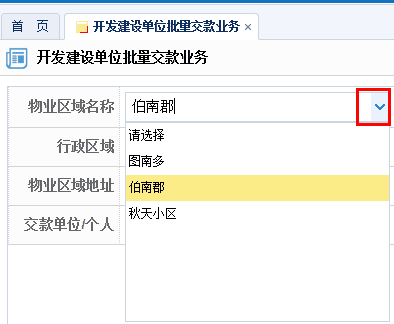 首 页 开发建设单位批量交款业务 ×
开发建设单位批量交款业务
物业区域名称 伯南郡
请选择
行政区域
图南多
物业区域地址 伯南郡
秋天小区
交款单位/个人